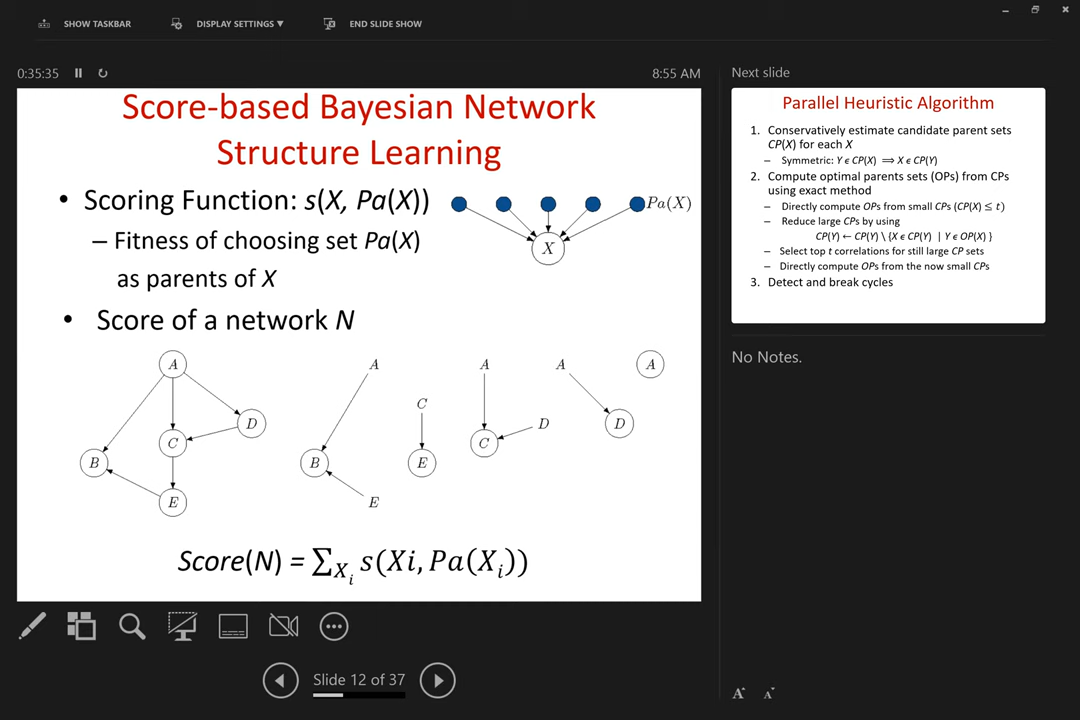 SHOW TASKBAR
DISPLAY SETTINGS ▼
END SLIDE SHOW
0:35:35
8:55 AM
Score-based Bayesian Network
Structure Learning
• Scoring Function: s(X, Pa(X))
– Fitness of choosing set Pa(X)
as parents of X
Pa(X)
X
• Score of a network N
A
D
C
B
E
A
B
E
C
E
A
D
C
A
D
A
Score(N) = ∑_{X_i} s(Xi, Pa(X_i))
Slide 12 of 37
Next slide
Parallel Heuristic Algorithm
1. Conservatively estimate candidate parent sets
CP(X) for each X
– Symmetric: Y ϵ CP(X) ⟹ X ϵ CP(Y)
2. Compute optimal parents sets (OPs) from CPs
using exact method
– Directly compute OPs from small CPs (CP(X) ≤ t)
– Reduce large CPs by using
CP(Y) ← CP(Y) \ {X ϵ CP(Y) | Y ϵ OP(X) }
– Select top t correlations for still large CP sets
– Directly compute OPs from the now small CPs
3. Detect and break cycles
No Notes.
A A